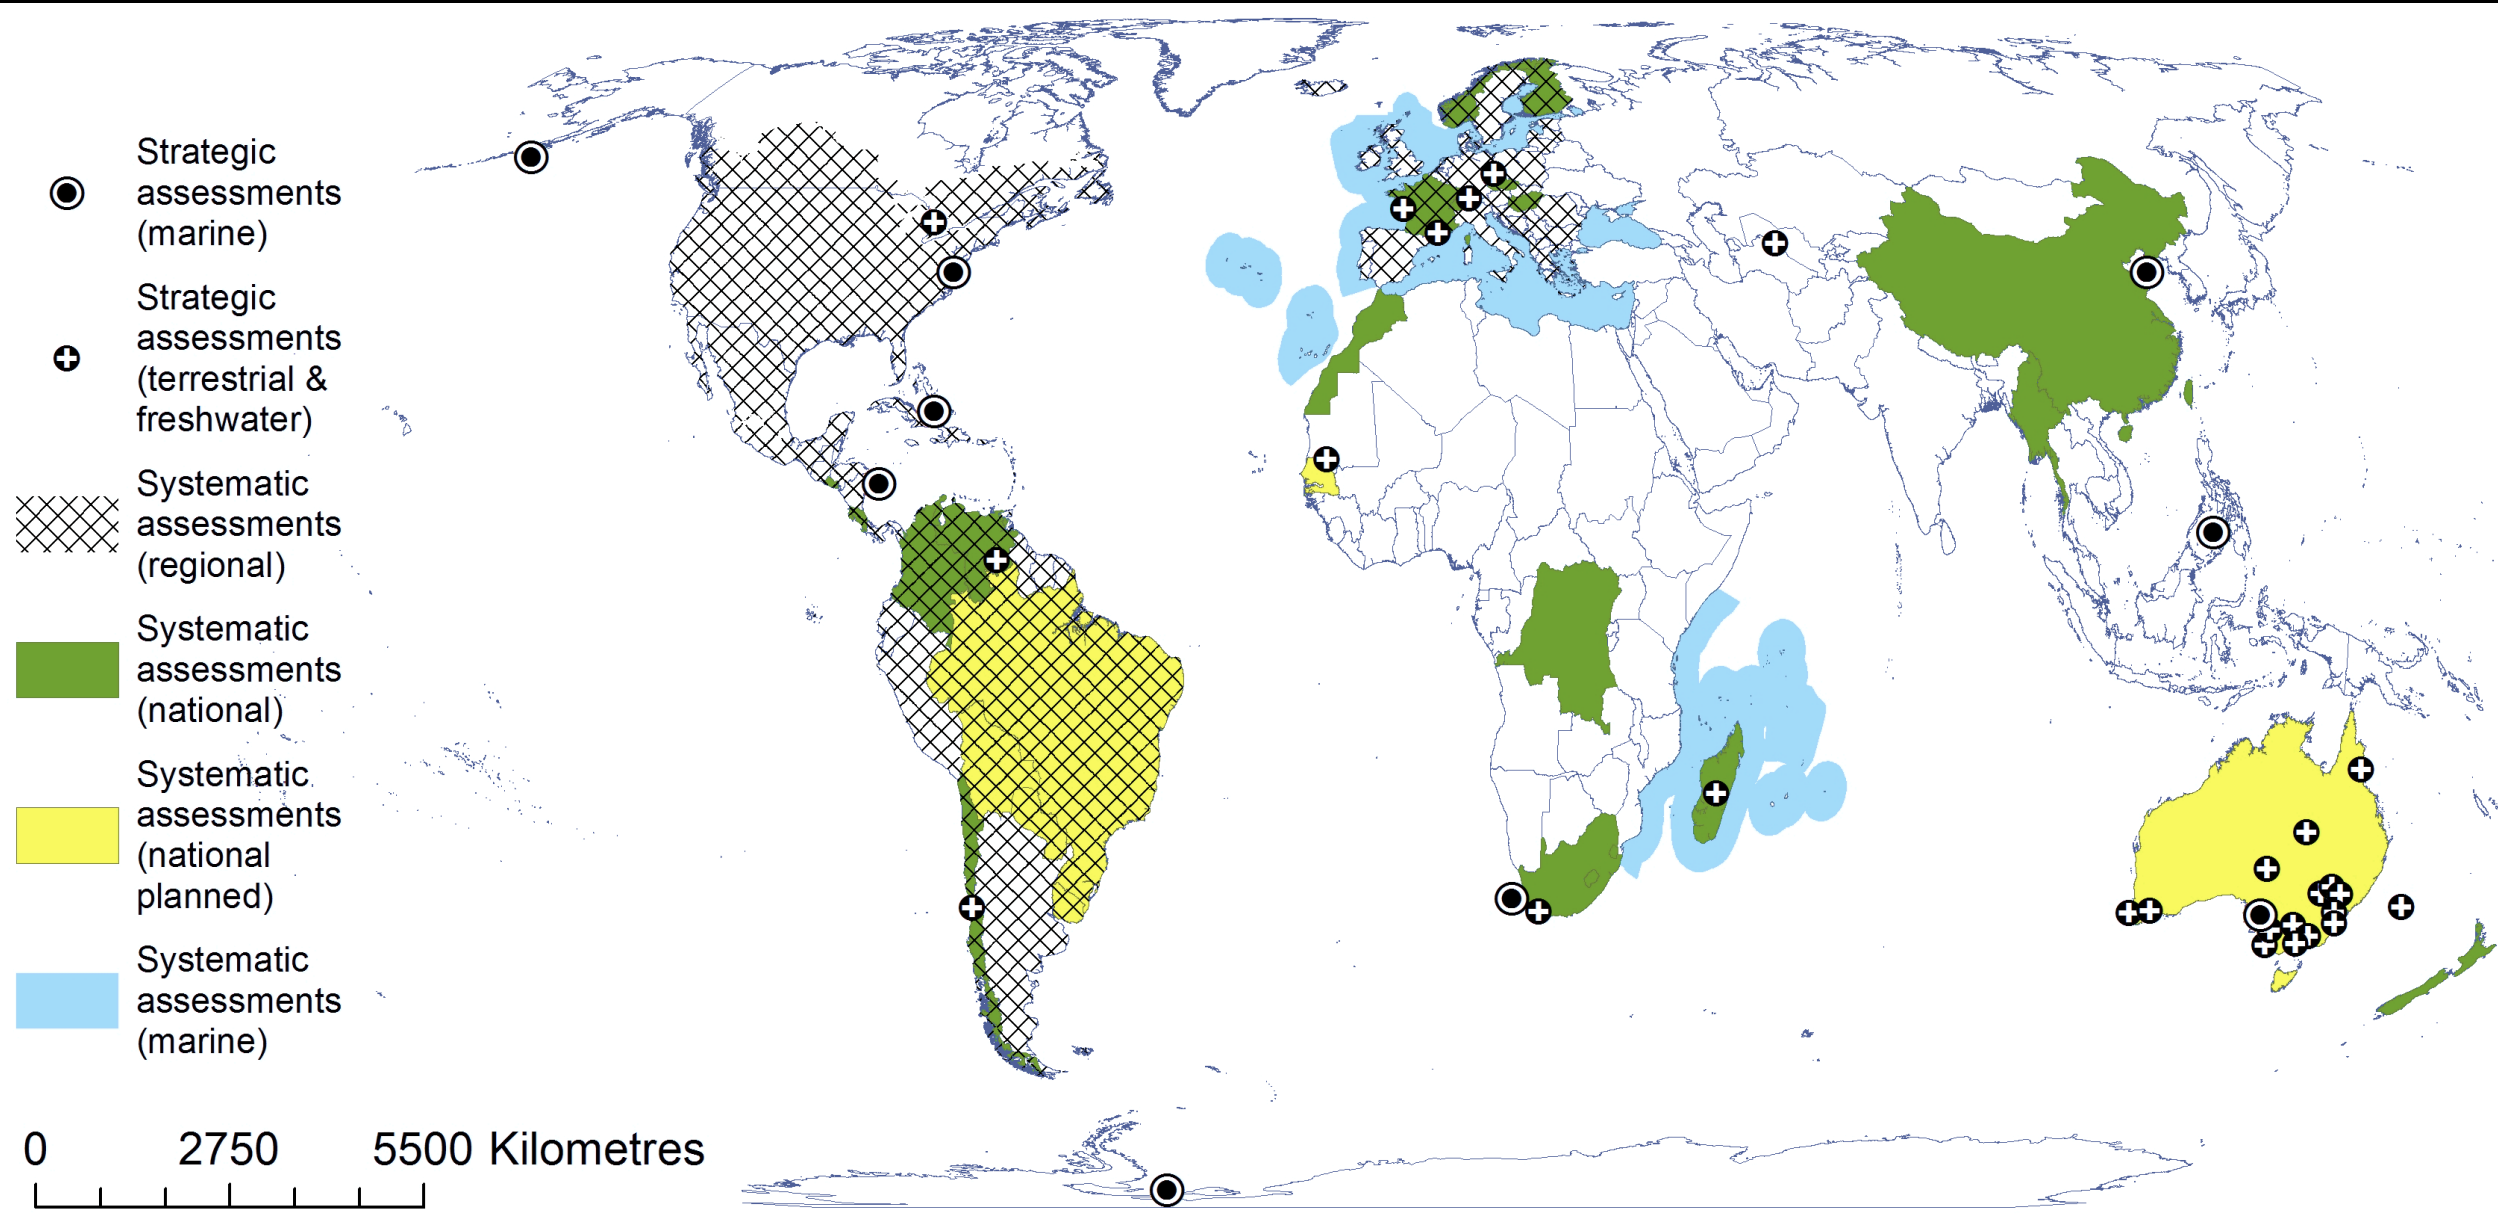 Strategic
assessments
(marine)
Strategic
assessments
(terrestrial &
freshwater)
Systematic
assessments
(regional)
Systematic
assessments
(national)
Systematic
assessments
(national
planned)
Systematic
assessments
(marine)
0 2750 5500 Kilometres